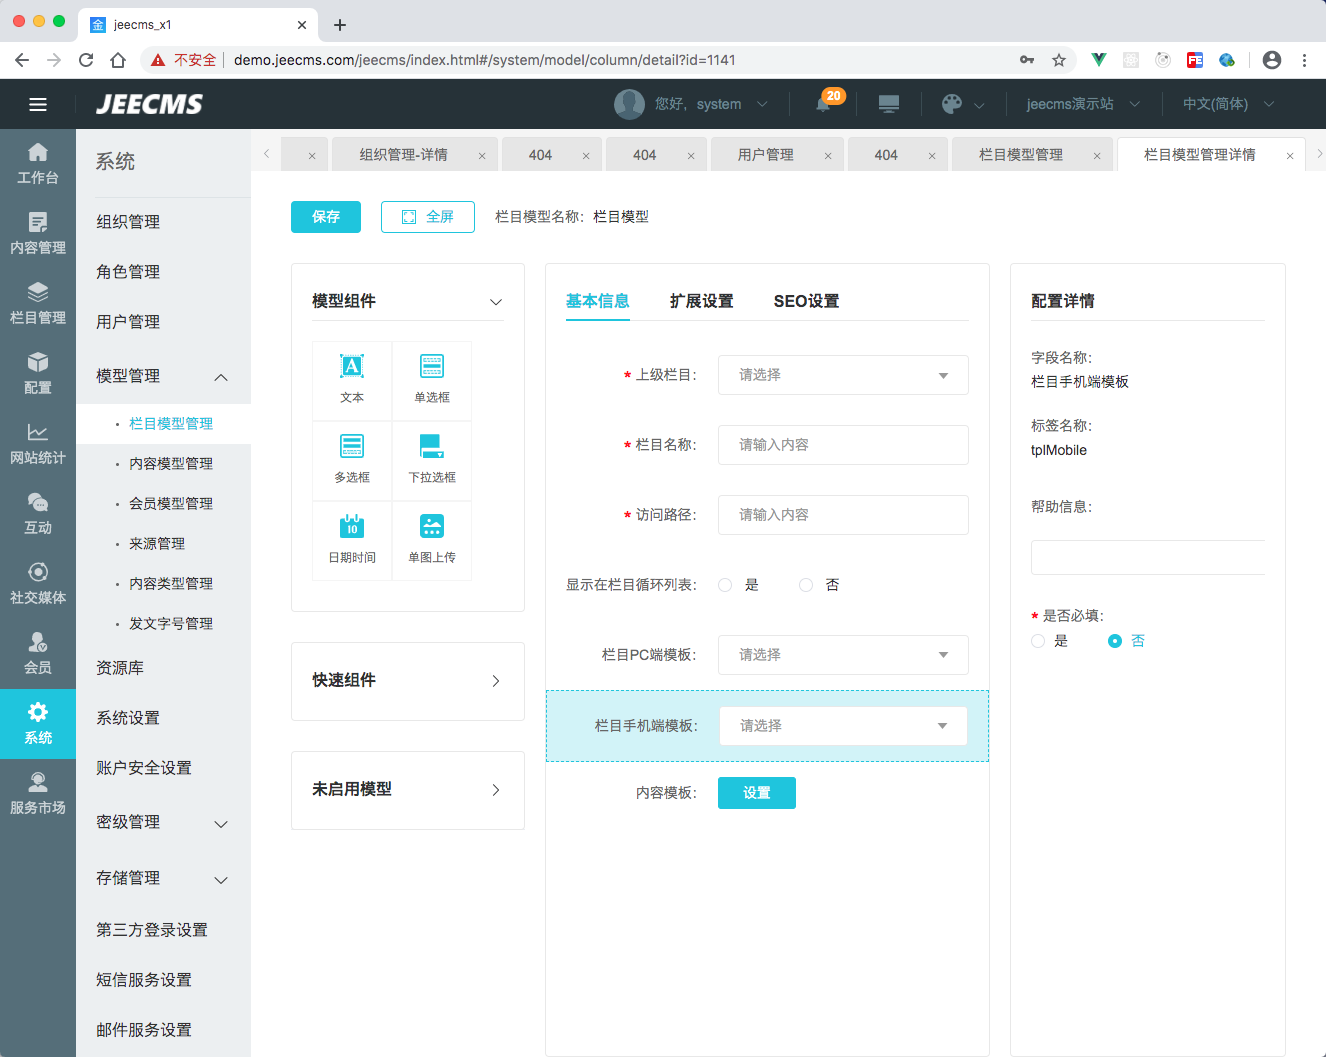 金 jeecms_x1
不安全 demo.jeecms.com/jeecms/index.html#/system/model/column/detail?id=1141
FE
JEECMS
您好，system
20
jeecms演示站
中文(简体)
工作台
内容管理
栏目管理
配置
网站统计
互动
社交媒体
会员
系统
服务市场
系统
组织管理
角色管理
用户管理
模型管理
栏目模型管理
内容模型管理
会员模型管理
来源管理
内容类型管理
发文字号管理
资源库
系统设置
账户安全设置
密级管理
存储管理
第三方登录设置
短信服务设置
邮件服务设置
组织管理-详情
404
404
用户管理
404
栏目模型管理
栏目模型管理详情
保存
全屏
栏目模型名称：栏目模型
模型组件
A
文本
单选框
多选框
下拉选框
10
日期时间
单图上传
快速组件
未启用模型
基本信息
扩展设置
SEO设置
* 上级栏目：
请选择
* 栏目名称：
请输入内容
* 访问路径：
请输入内容
显示在栏目循环列表：
是
否
栏目PC端模板：
请选择
栏目手机端模板：
请选择
内容模板：
设置
配置详情
字段名称：
栏目手机端模板
标签名称：
tplMobile
帮助信息：
* 是否必填：
是
否